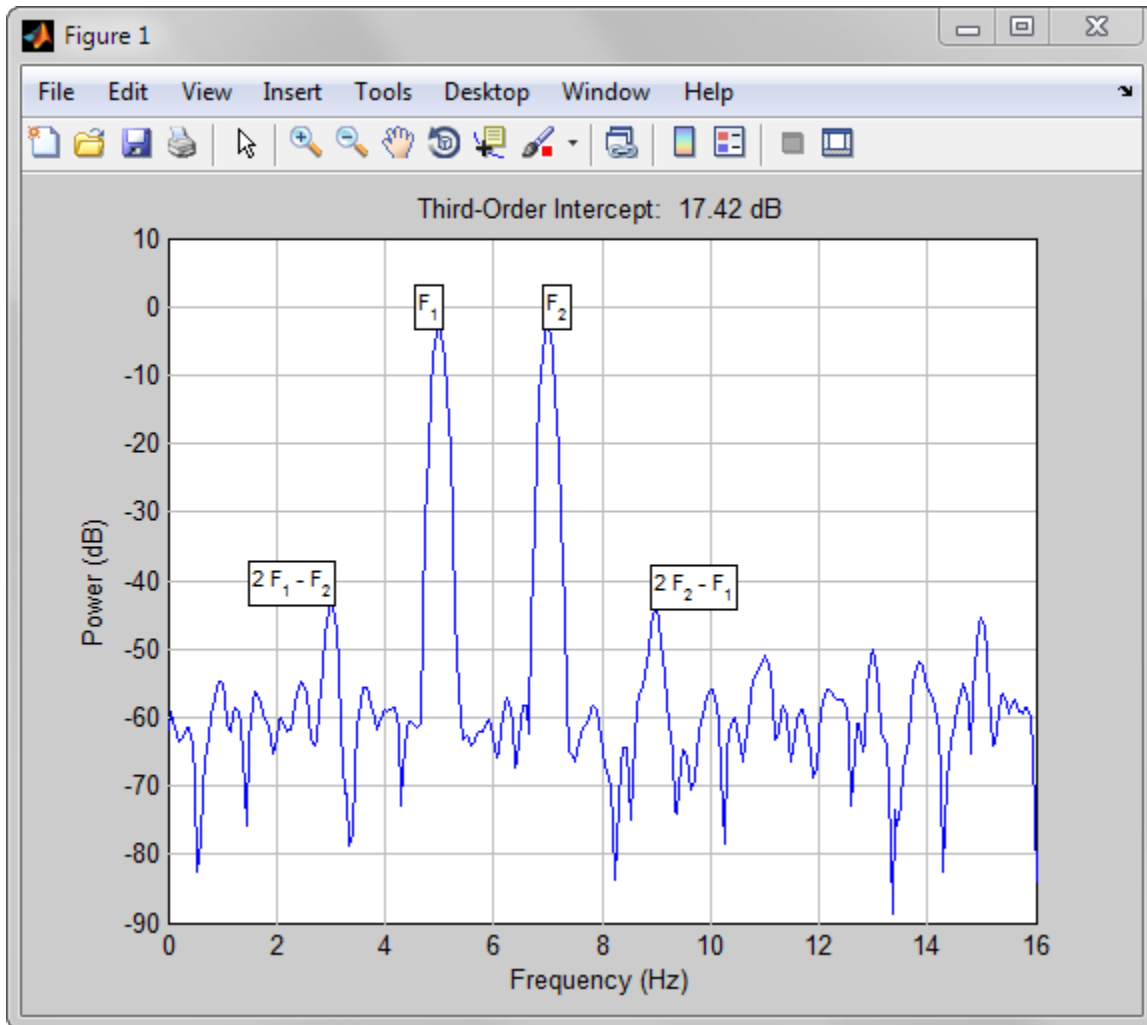 Figure 1
File Edit View Insert Tools Desktop Window Help
Third-Order Intercept: 17.42 dB
10
0
-10
-20
-30
-40
-50
-60
-70
-80
-90
Power (dB)
F1
F2
2 F1 - F2
2 F2 - F1
0 2 4 6 8 10 12 14 16
Frequency (Hz)